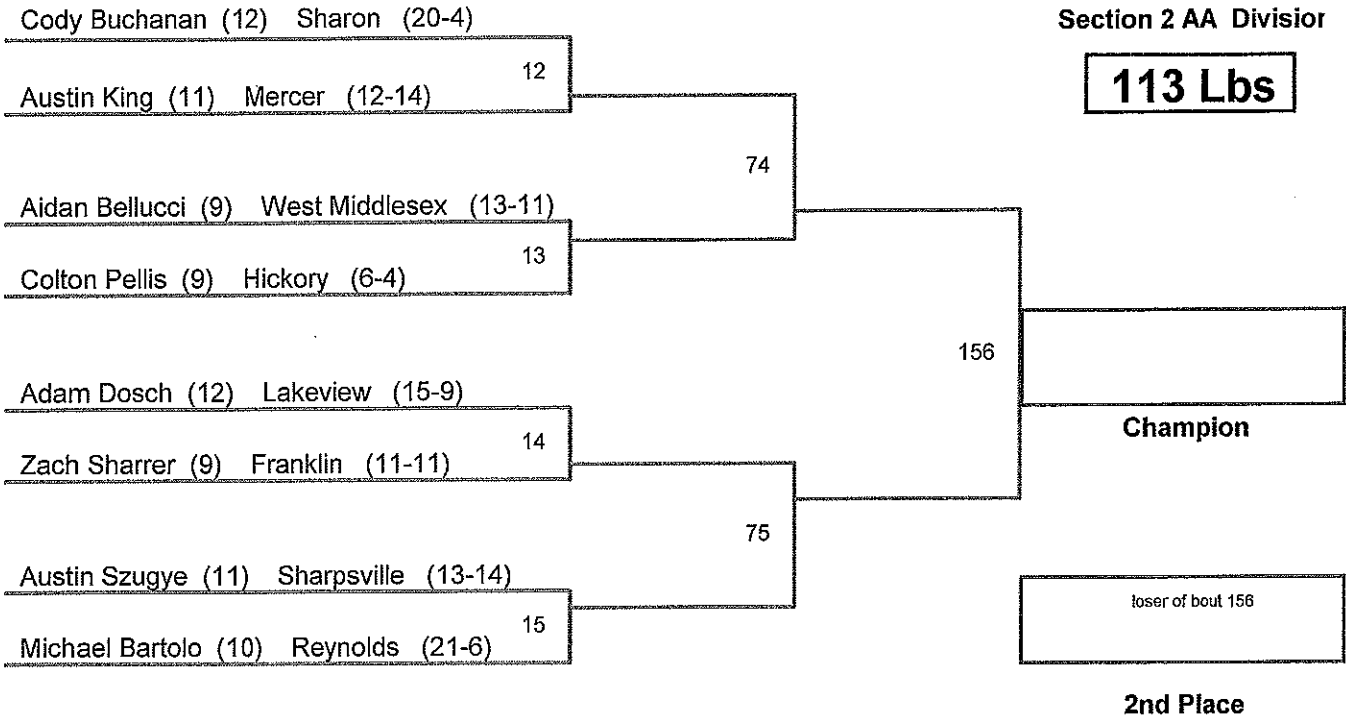 Cody Buchanan (12) Sharon (20-4)
Section 2 AA Divisior
12
113 Lbs
Austin King (11) Mercer (12-14)
74
Aidan Bellucci (9) West Middlesex (13-11)
13
Colton Pellis (9) Hickory (6-4)
156
Adam Dosch (12) Lakeview (15-9)
Champion
14
Zach Sharrer (9) Franklin (11-11)
75
Austin Szugye (11) Sharpsville (13-14)
loser of bout 156
15
Michael Bartolo (10) Reynolds (21-6)
2nd Place